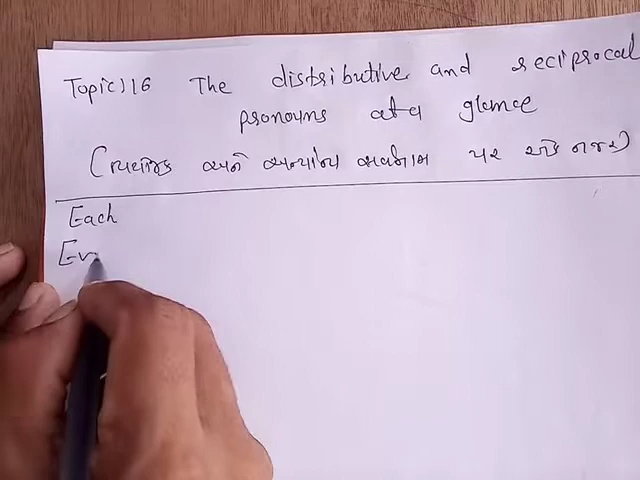 Topic)16 The distributive and reciprocal
pronouns at a glance
અને અન્યોન્ય સર્વનામ પર એક નજર)
Each
Ev